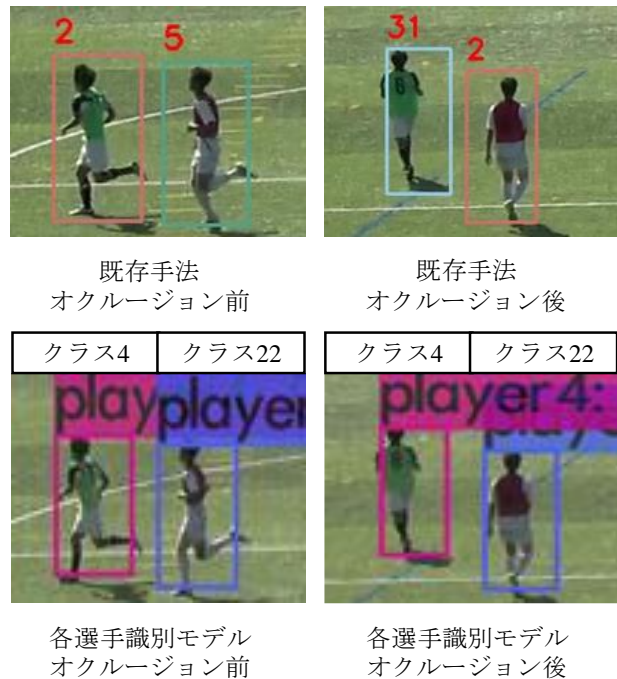 2 5
31 2
6
既存手法
オクルージョン前
既存手法
オクルージョン後
クラス4 クラス22
クラス4 クラス22
play player
player 4:
各選手識別モデル
オクルージョン前
各選手識別モデル
オクルージョン後